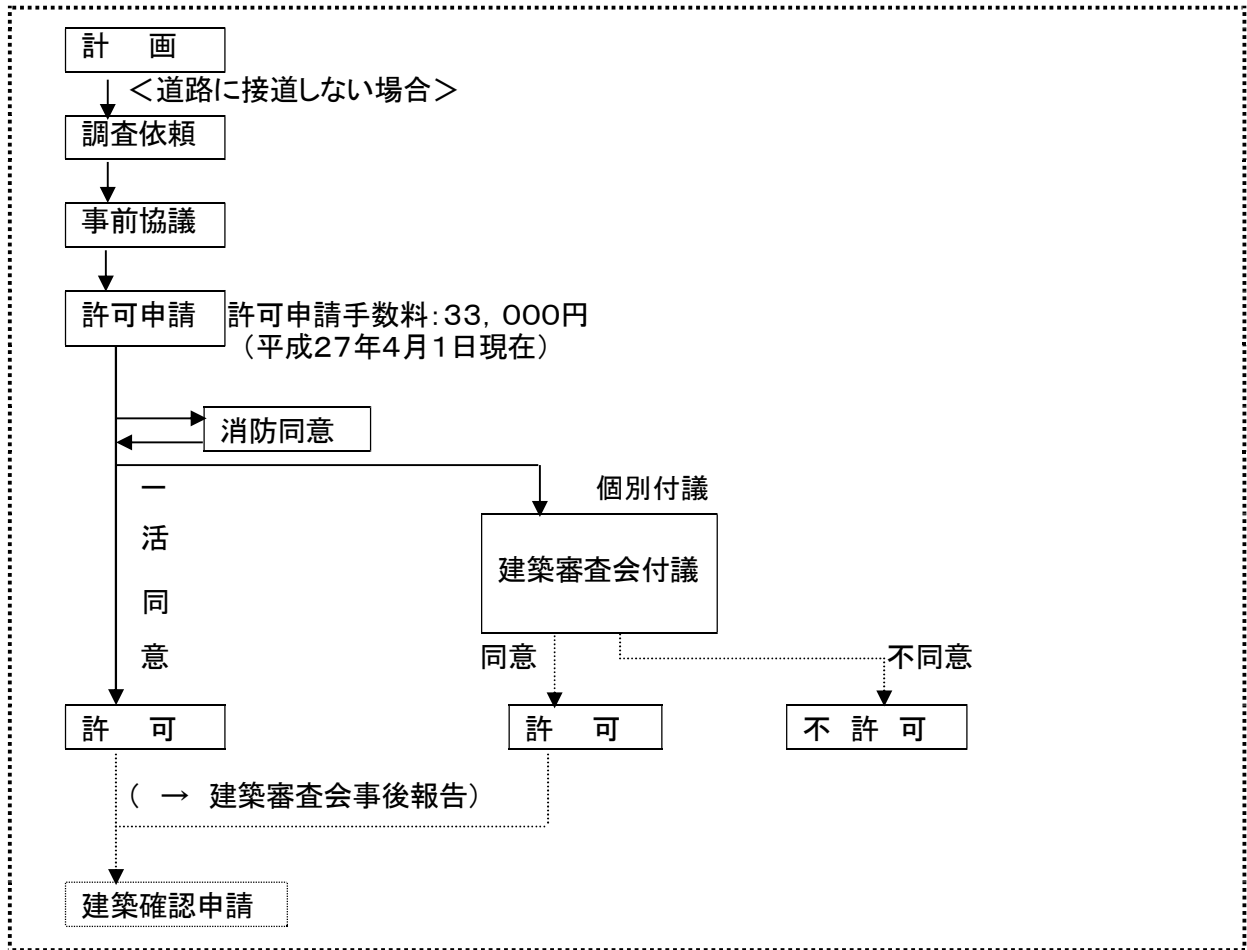 計 画
＜道路に接道しない場合＞
調査依頼
事前協議
許可申請 許可申請手数料：３３，０００円
（平成２７年４月１日現在）
消防同意
一活同意
個別付議
建築審査会付議
同意
不同意
許 可
許 可
不 許 可
（ → 建築審査会事後報告）
建築確認申請